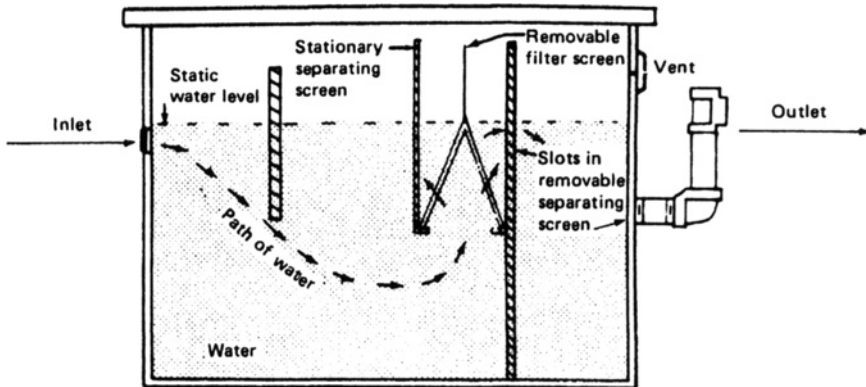 Stationary
separating
screen
Removable
filter screen
Static
water level
Vent
Inlet
Outlet
Slots in
removable
separating
screen
Path of
water
Water